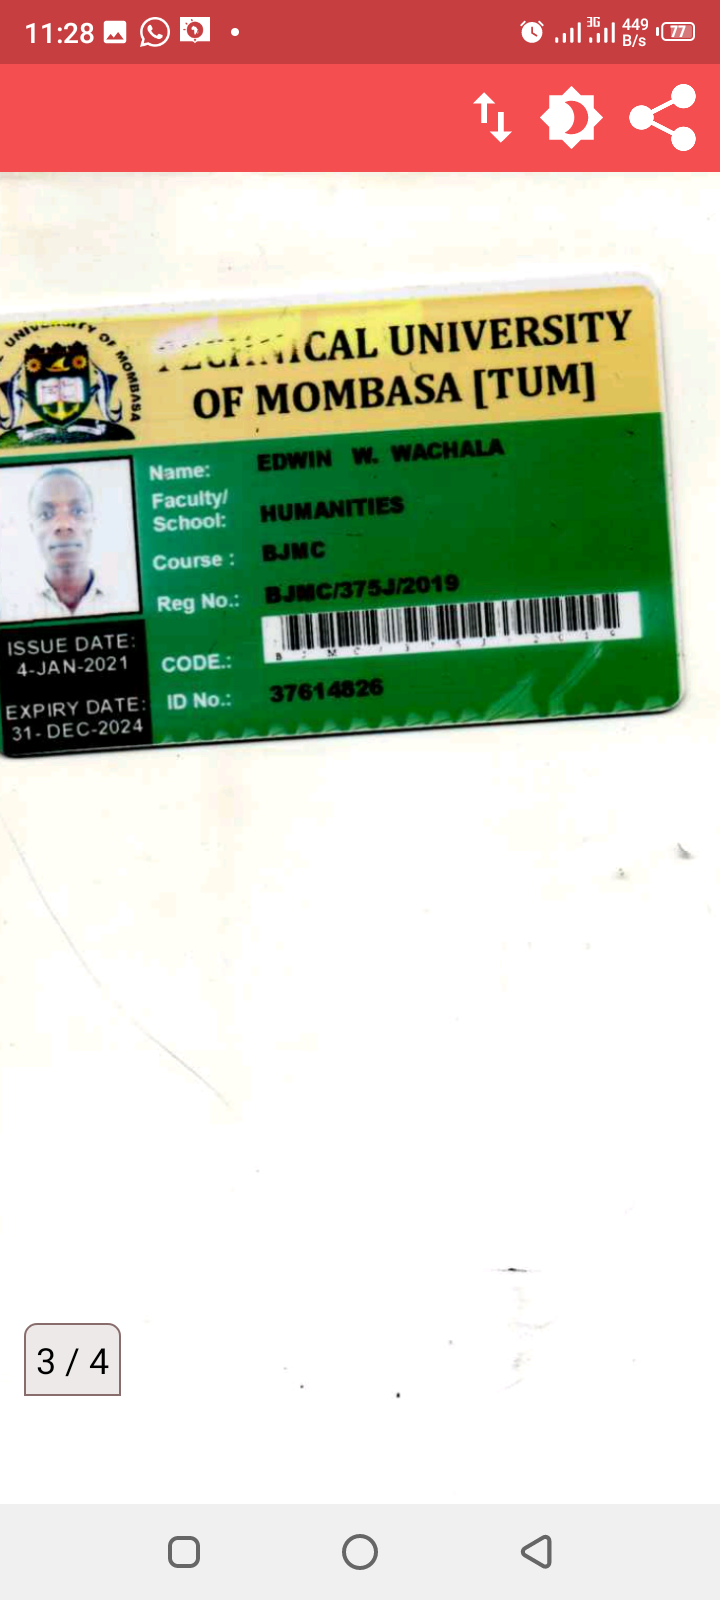 11:28
3G
449
B/s
77
UNIVERSITY OF MOMBASA
TECHNICAL UNIVERSITY
OF MOMBASA [TUM]
Name: EDWIN W. WACHALA
Faculty/
School: HUMANITIES
Course : BJMC
Reg No.: BJMC/375J/2019
CODE.:
ID No.: 37614826
ISSUE DATE:
4-JAN-2021
EXPIRY DATE:
31- DEC-2024
3 / 4